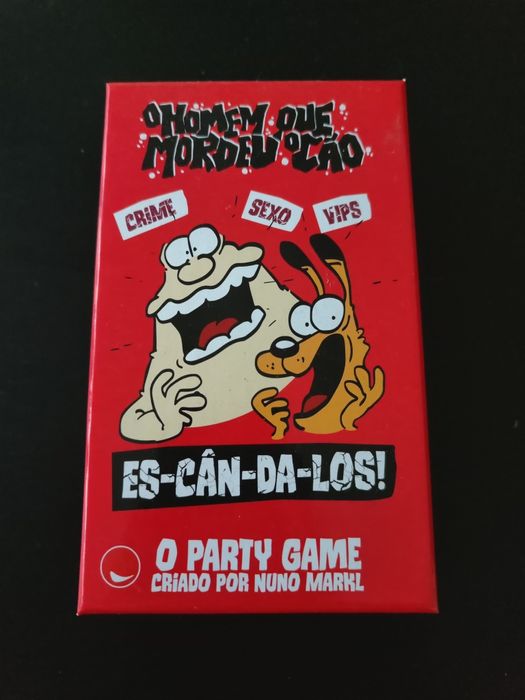 O HOMEM QUE
MORDEU O CÃO
CRIME
SEXO
VIPS
ES-CÂN-DA-LOS!
O PARTY GAME
CRIADO POR NUNO MARKL